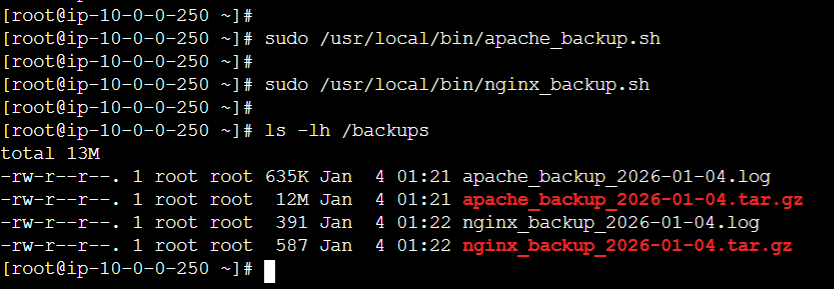 [root@ip-10-0-0-250 ~]#
[root@ip-10-0-0-250 ~]# sudo /usr/local/bin/apache_backup.sh
[root@ip-10-0-0-250 ~]#
[root@ip-10-0-0-250 ~]# sudo /usr/local/bin/nginx_backup.sh
[root@ip-10-0-0-250 ~]#
[root@ip-10-0-0-250 ~]# ls -lh /backups
total 13M
-rw-r--r--. 1 root root 635K Jan  4 01:21 apache_backup_2026-01-04.log
-rw-r--r--. 1 root root  12M Jan  4 01:21 apache_backup_2026-01-04.tar.gz
-rw-r--r--. 1 root root  391 Jan  4 01:22 nginx_backup_2026-01-04.log
-rw-r--r--. 1 root root  587 Jan  4 01:22 nginx_backup_2026-01-04.tar.gz
[root@ip-10-0-0-250 ~]#